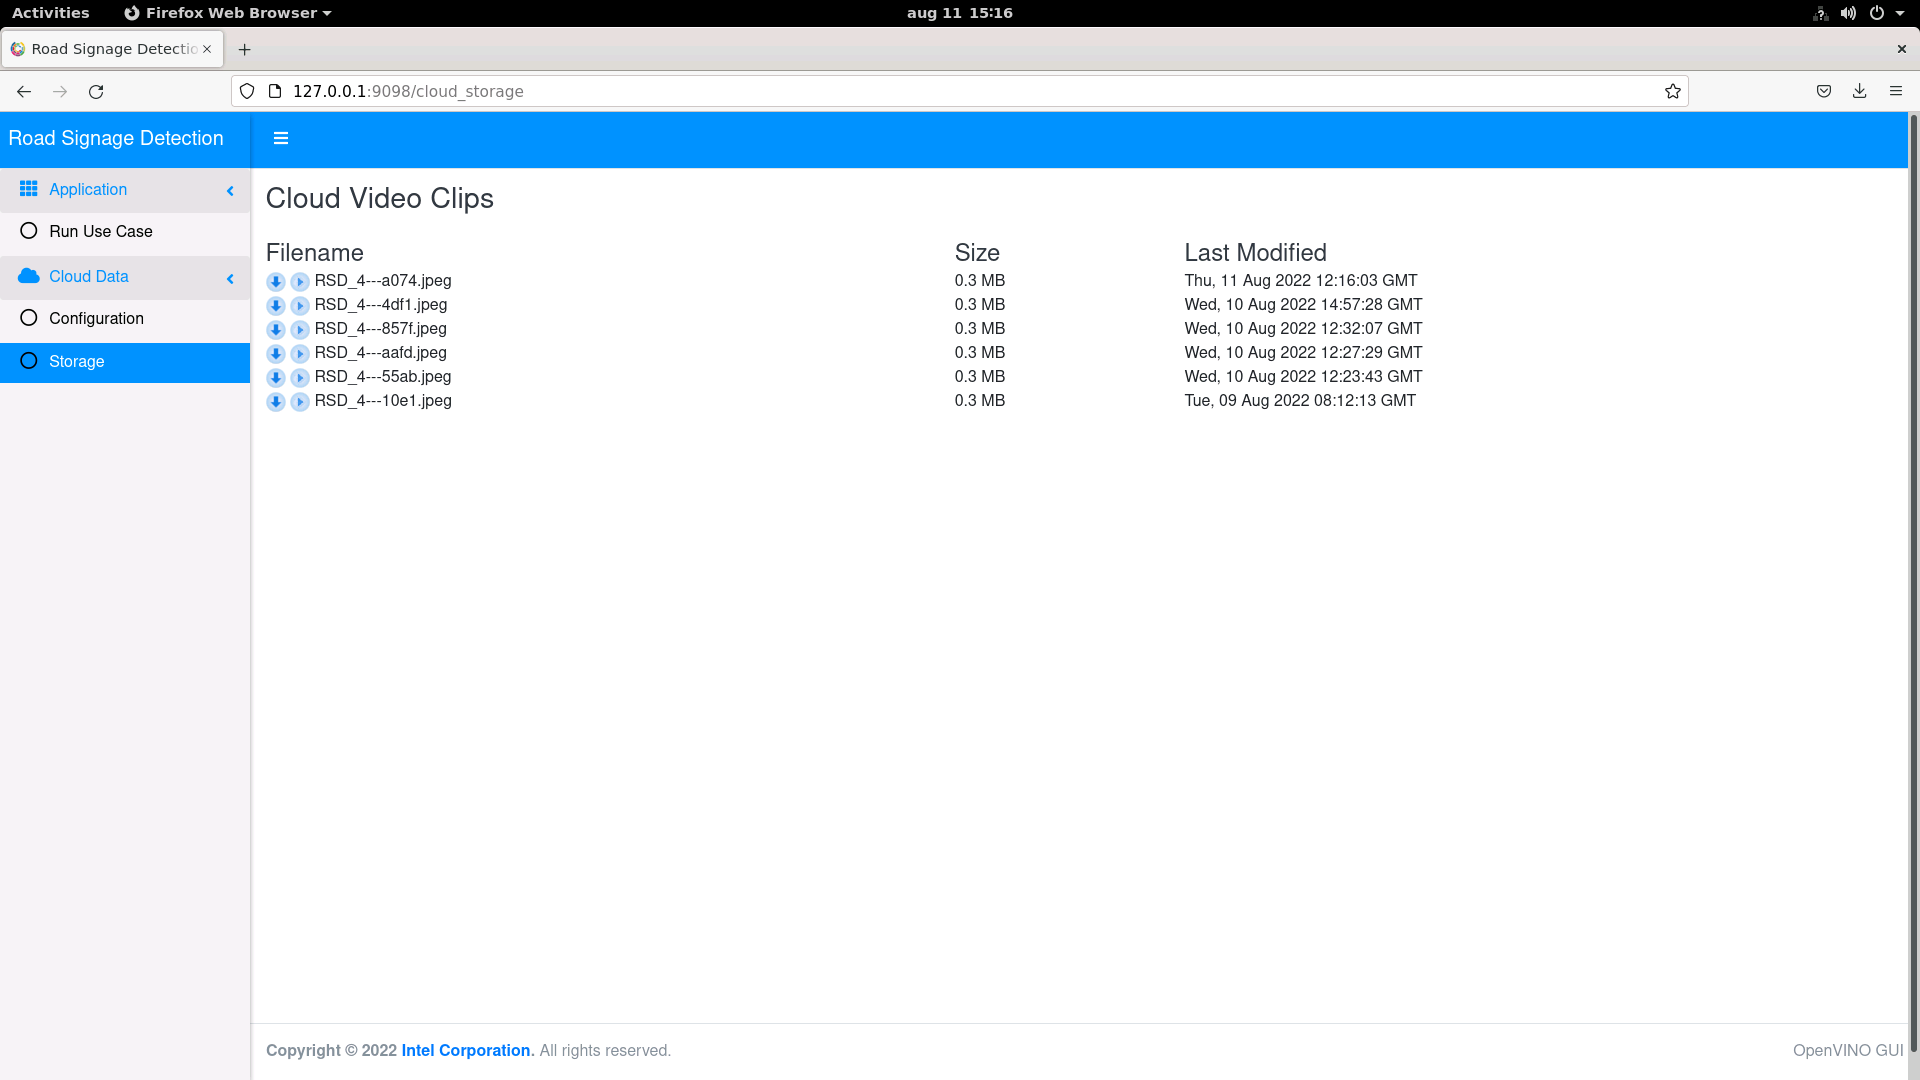 Activities Firefox Web Browser aug 11 15:16
Road Signage Detectio
127.0.0.1:9098/cloud_storage
Road Signage Detection
Application
Run Use Case
Cloud Data
Configuration
Storage
Cloud Video Clips
Filename Size Last Modified
RSD_4---a074.jpeg 0.3 MB Thu, 11 Aug 2022 12:16:03 GMT
RSD_4---4df1.jpeg 0.3 MB Wed, 10 Aug 2022 14:57:28 GMT
RSD_4---857f.jpeg 0.3 MB Wed, 10 Aug 2022 12:32:07 GMT
RSD_4---aafd.jpeg 0.3 MB Wed, 10 Aug 2022 12:27:29 GMT
RSD_4---55ab.jpeg 0.3 MB Wed, 10 Aug 2022 12:23:43 GMT
RSD_4---10e1.jpeg 0.3 MB Tue, 09 Aug 2022 08:12:13 GMT
Copyright © 2022 Intel Corporation. All rights reserved. OpenVINO GUI